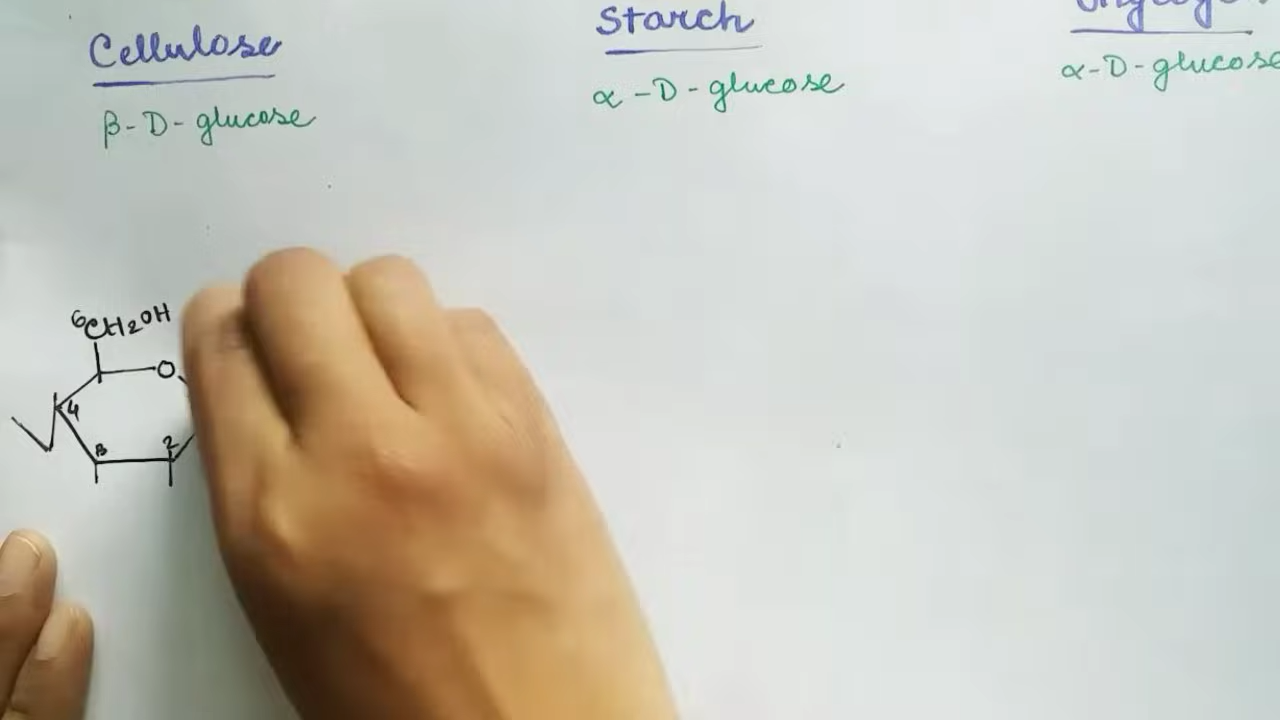 Cellulose
β-D-glucose
Starch
α-D-glucose
α-D-glucose
6CH2OH
O
4
3
2